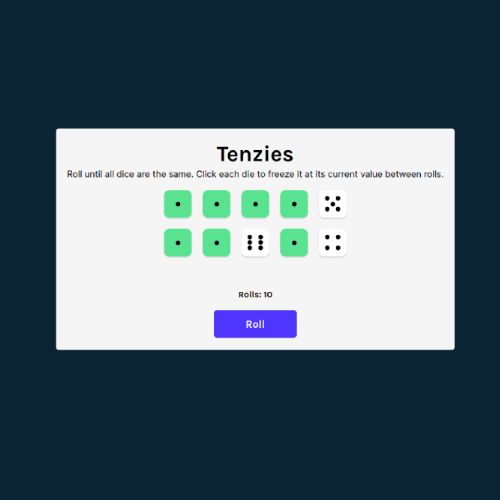 Tenzies
Roll until all dice are the same. Click each die to freeze it at its current value between rolls.
Rolls: 10
Roll